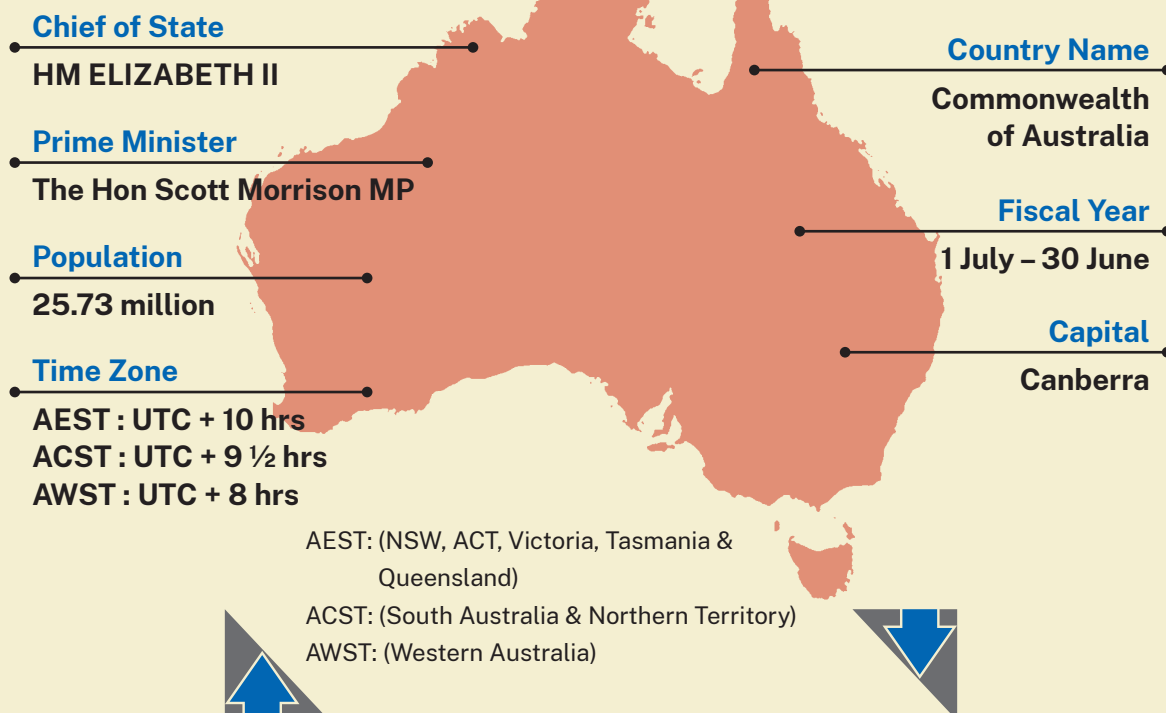 Chief of State
HM ELIZABETH II
Prime Minister
The Hon Scott Morrison MP
Population
25.73 million
Time Zone
AEST : UTC + 10 hrs
ACST : UTC + 9 ½ hrs
AWST : UTC + 8 hrs
Country Name
Commonwealth
of Australia
Fiscal Year
1 July – 30 June
Capital
Canberra
AEST: (NSW, ACT, Victoria, Tasmania &
Queensland)
ACST: (South Australia & Northern Territory)
AWST: (Western Australia)